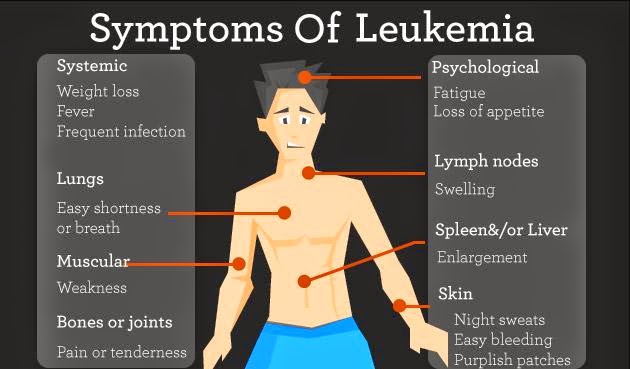 Symptoms Of Leukemia
Systemic
Weight loss
Fever
Frequent infection
Lungs
Easy shortness
or breath
Muscular
Weakness
Bones or joints
Pain or tenderness
Psychological
Fatigue
Loss of appetite
Lymph nodes
Swelling
Spleen&/or Liver
Enlargement
Skin
Night sweats
Easy bleeding
Purplish patches